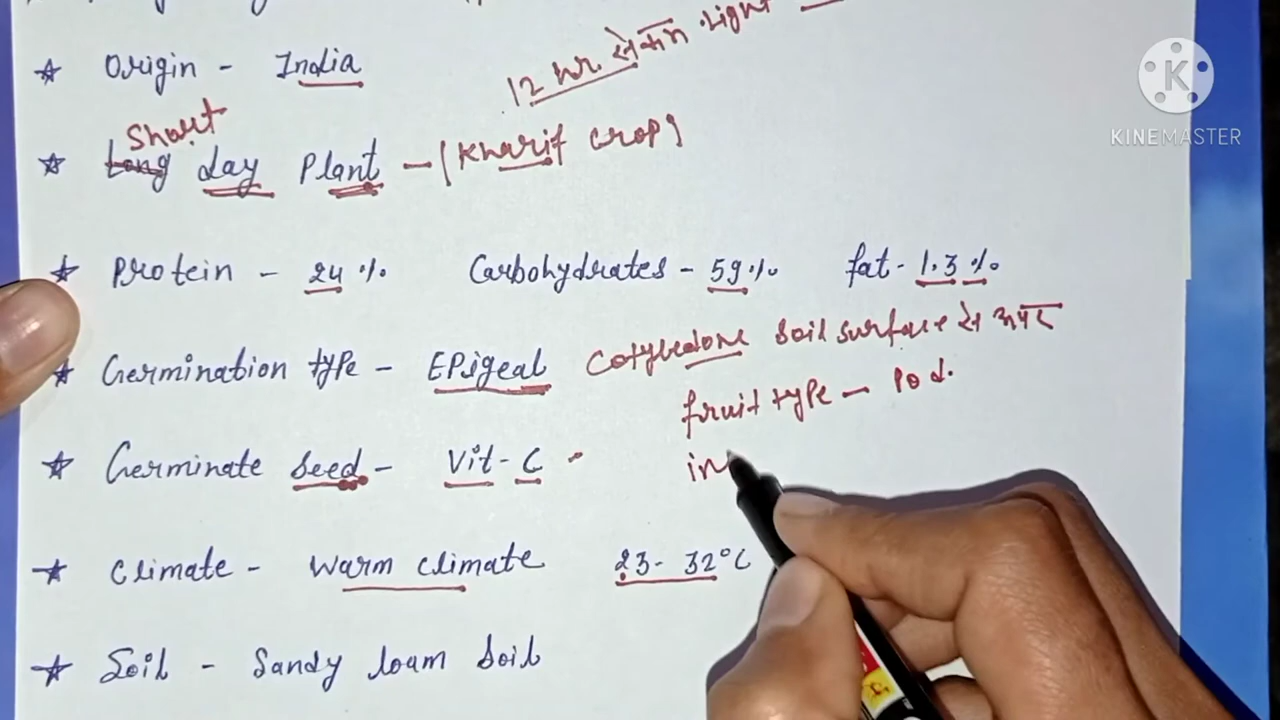 12 hr. से कम light
* Origin - India
Short
* Long day Plant - (Kharif crop)
* Protein - 24 % Carbohydrates - 59% fat - 1.3 %
* Germination type - EPigeal Cotyledone soil surface से ऊपर
fruit type - Pod.
* Germinate Seed - Vit - C
in
* Climate - Warm climate 23 - 32°C
* Soil - Sandy loam Soil
K
KINEMASTER